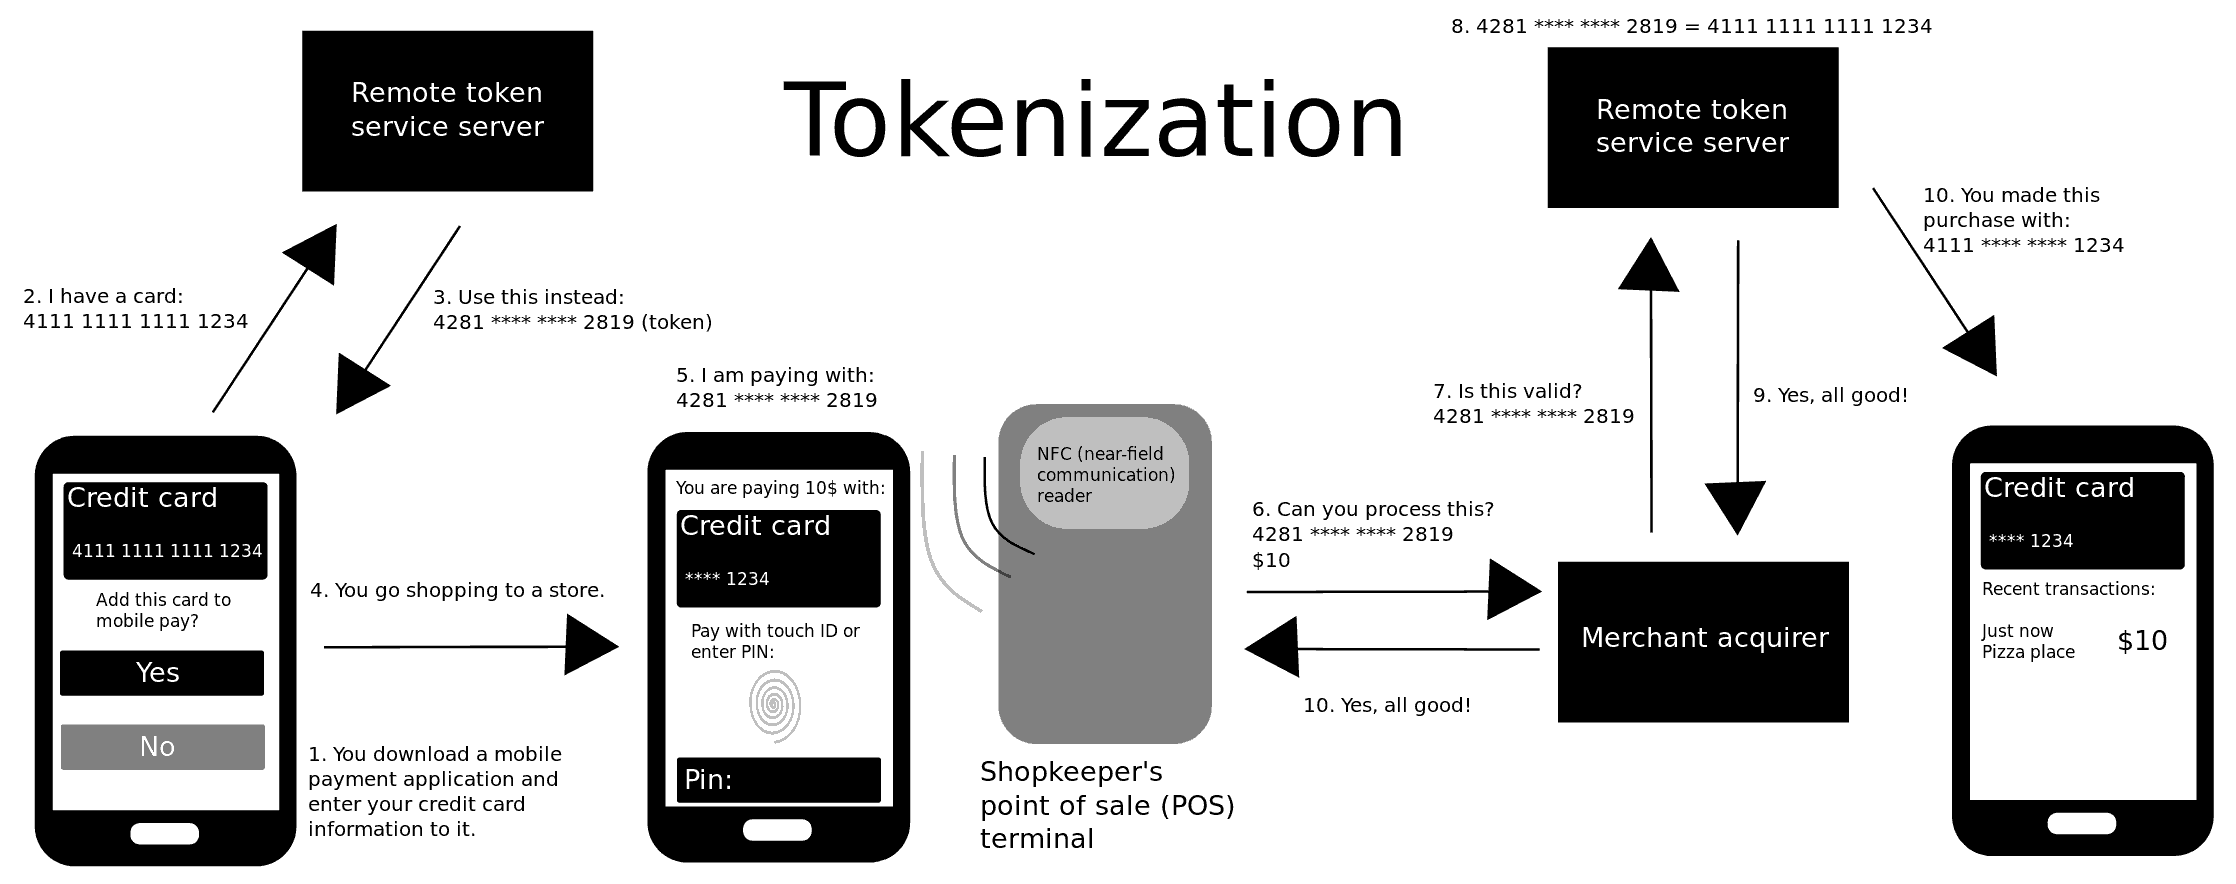 Tokenization
Remote token
service server
2. I have a card:
4111 1111 1111 1234
3. Use this instead:
4281 **** **** 2819 (token)
Credit card
4111 1111 1111 1234
Add this card to
mobile pay?
Yes
No
1. You download a mobile
payment application and
enter your credit card
information to it.
4. You go shopping to a store.
5. I am paying with:
4281 **** **** 2819
You are paying 10$ with:
Credit card
**** 1234
Pay with touch ID or
enter PIN:
Pin:
NFC (near-field
communication)
reader
Shopkeeper's
point of sale (POS)
terminal
6. Can you process this?
4281 **** **** 2819
$10
10. Yes, all good!
Merchant acquirer
7. Is this valid?
4281 **** **** 2819
8. 4281 **** **** 2819 = 4111 1111 1111 1234
Remote token
service server
9. Yes, all good!
10. You made this
purchase with:
4111 **** **** 1234
Credit card
**** 1234
Recent transactions:
Just now
Pizza place
$10